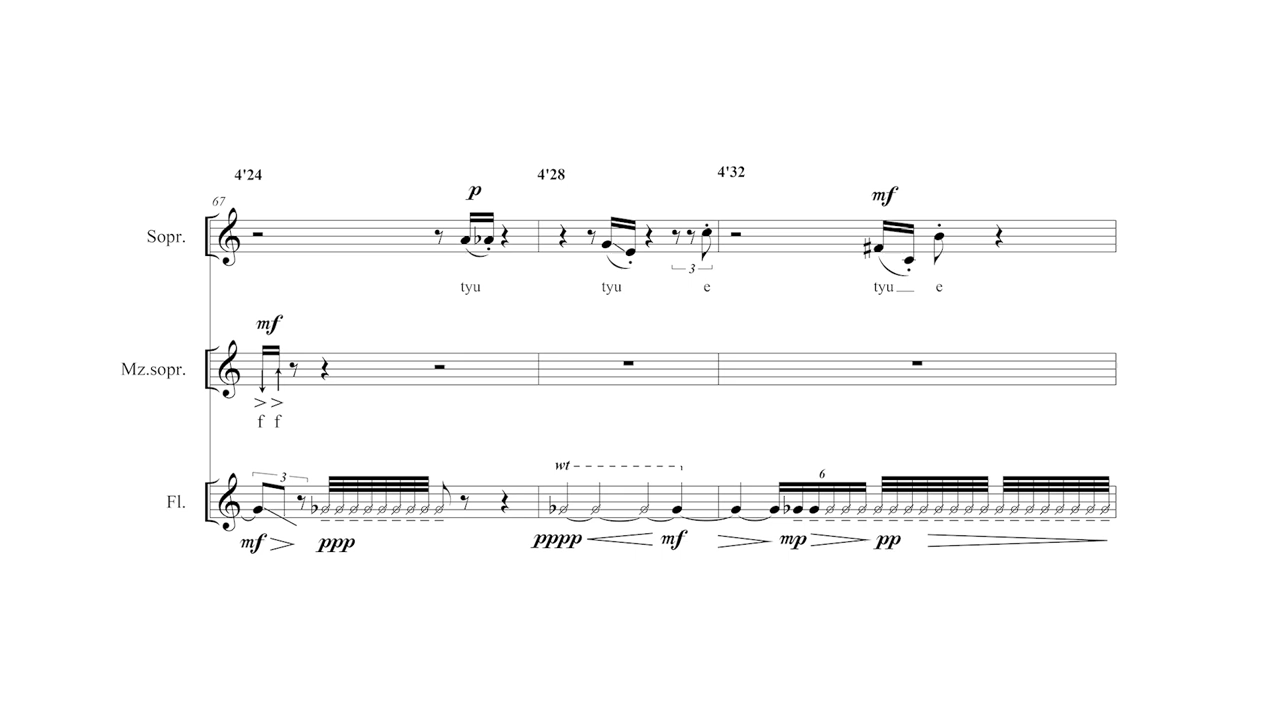 4'24 4'28 4'32
67 p mf
Sopr.
3
tyu tyu e tyu e
mf
Mz.sopr.
> >
f f
3 wt 6
Fl.
mf ppp pppp mf mp pp